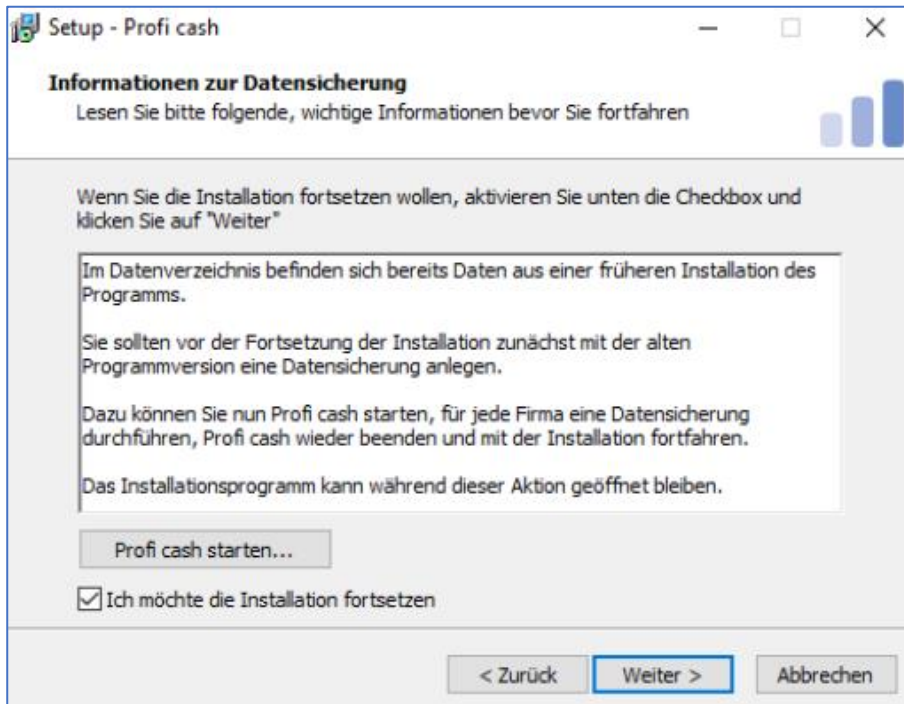 Setup - Profi cash
Informationen zur Datensicherung
Lesen Sie bitte folgende, wichtige Informationen bevor Sie fortfahren
Wenn Sie die Installation fortsetzen wollen, aktivieren Sie unten die Checkbox und
klicken Sie auf "Weiter"
Im Datenverzeichnis befinden sich bereits Daten aus einer früheren Installation des
Programms.
Sie sollten vor der Fortsetzung der Installation zunächst mit der alten
Programmversion eine Datensicherung anlegen.
Dazu können Sie nun Profi cash starten, für jede Firma eine Datensicherung
durchführen, Profi cash wieder beenden und mit der Installation fortfahren.
Das Installationsprogramm kann während dieser Aktion geöffnet bleiben.
Profi cash starten...
Ich möchte die Installation fortsetzen
< Zurück Weiter > Abbrechen